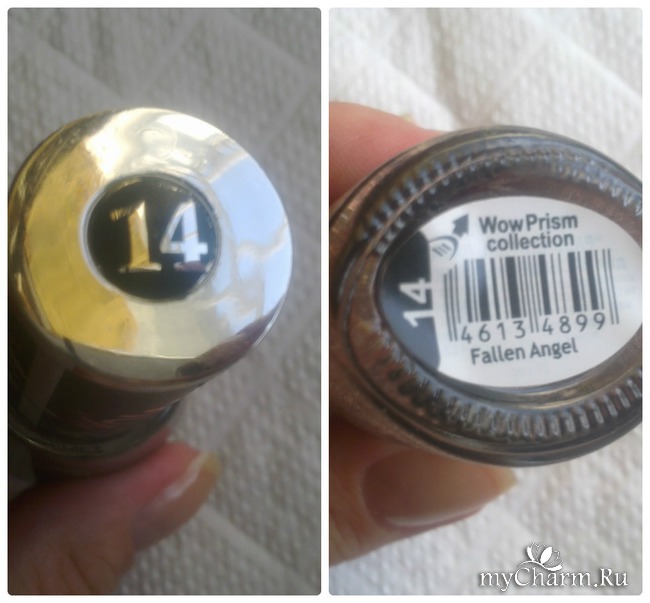 14
WowPrism
collection
14
4613 4899
Fallen Angel
myCharm.Ru